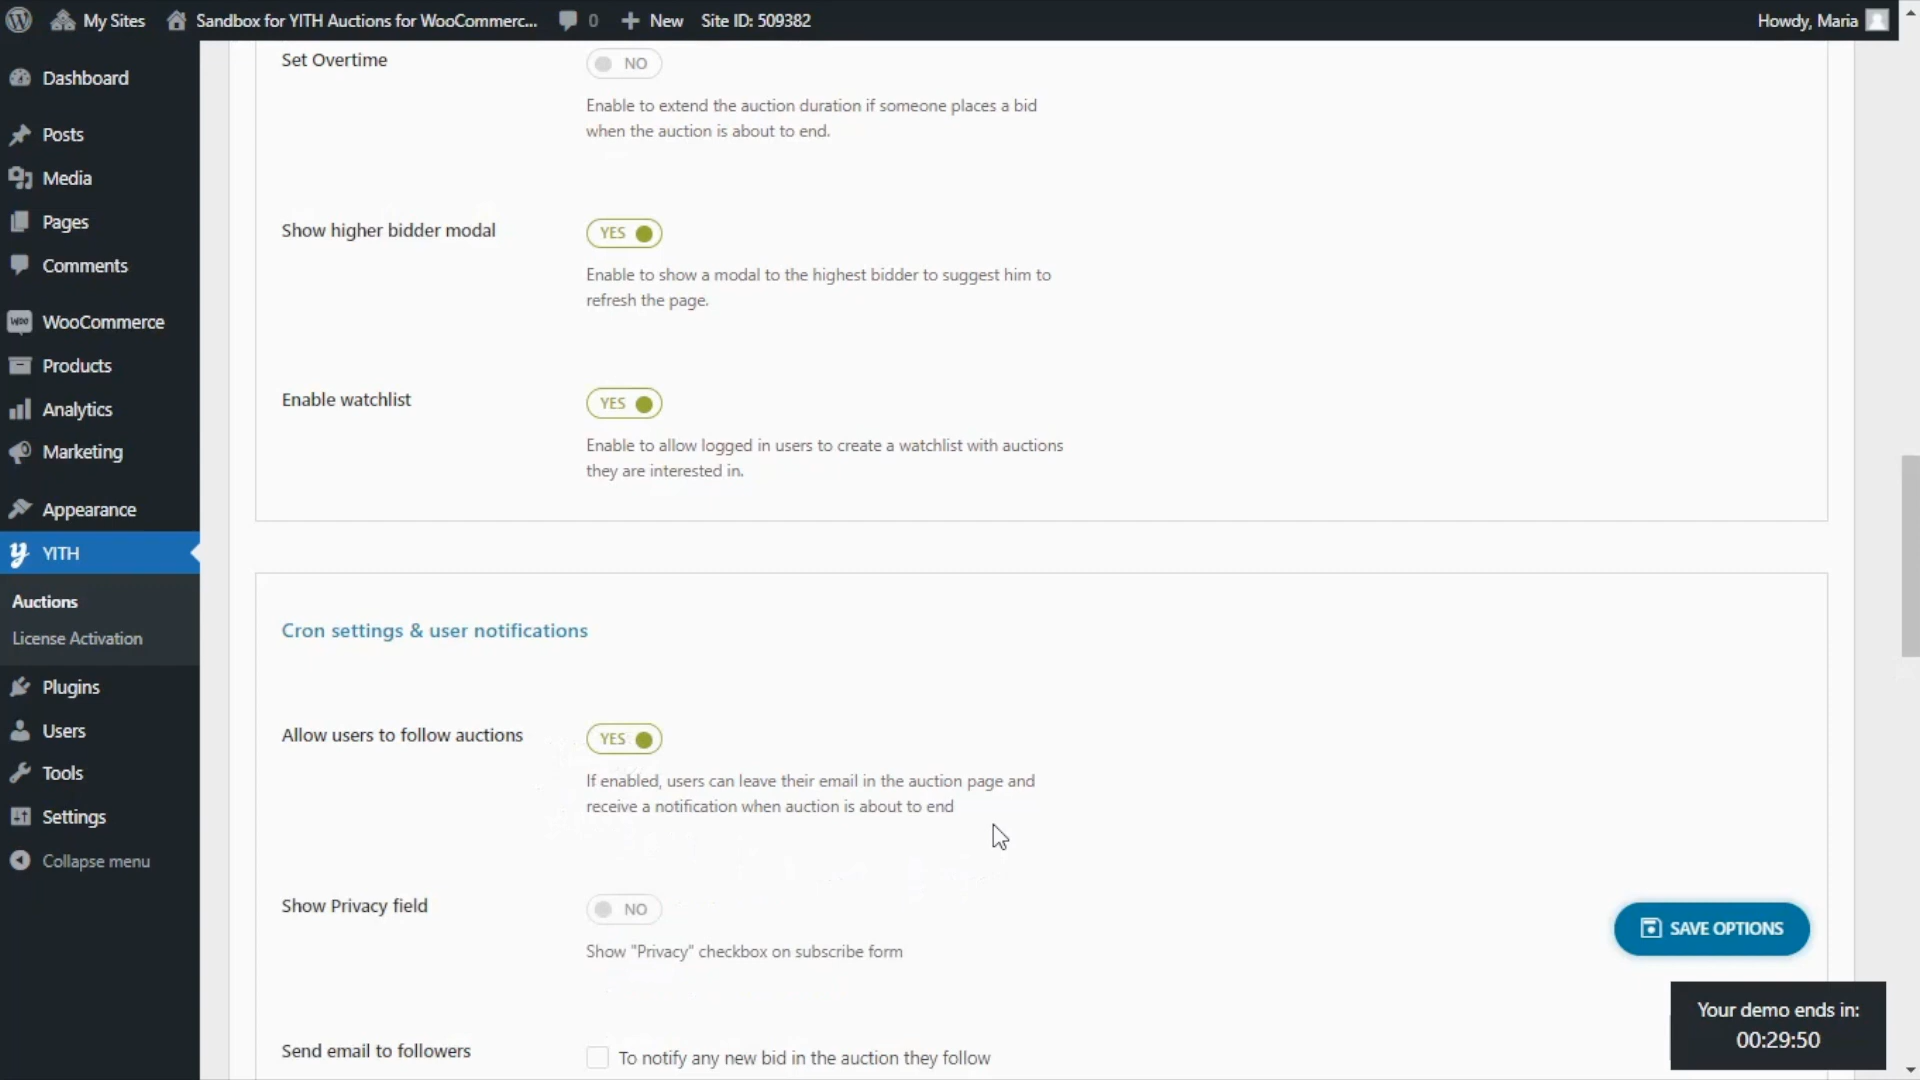 My Sites
Sandbox for YITH Auctions for WooCommerc...
0
New
Site ID: 509382
Howdy, Maria
Dashboard
Posts
Media
Pages
Comments
WooCommerce
Products
Analytics
Marketing
Appearance
YITH
Auctions
License Activation
Plugins
Users
Tools
Settings
Collapse menu
Set Overtime
NO
Enable to extend the auction duration if someone places a bid
when the auction is about to end.
Show higher bidder modal
YES
Enable to show a modal to the highest bidder to suggest him to
refresh the page.
Enable watchlist
YES
Enable to allow logged in users to create a watchlist with auctions
they are interested in.
Cron settings & user notifications
Allow users to follow auctions
YES
If enabled, users can leave their email in the auction page and
receive a notification when auction is about to end
Show Privacy field
NO
Show "Privacy" checkbox on subscribe form
Send email to followers
To notify any new bid in the auction they follow
SAVE OPTIONS
Your demo ends in:
00:29:50